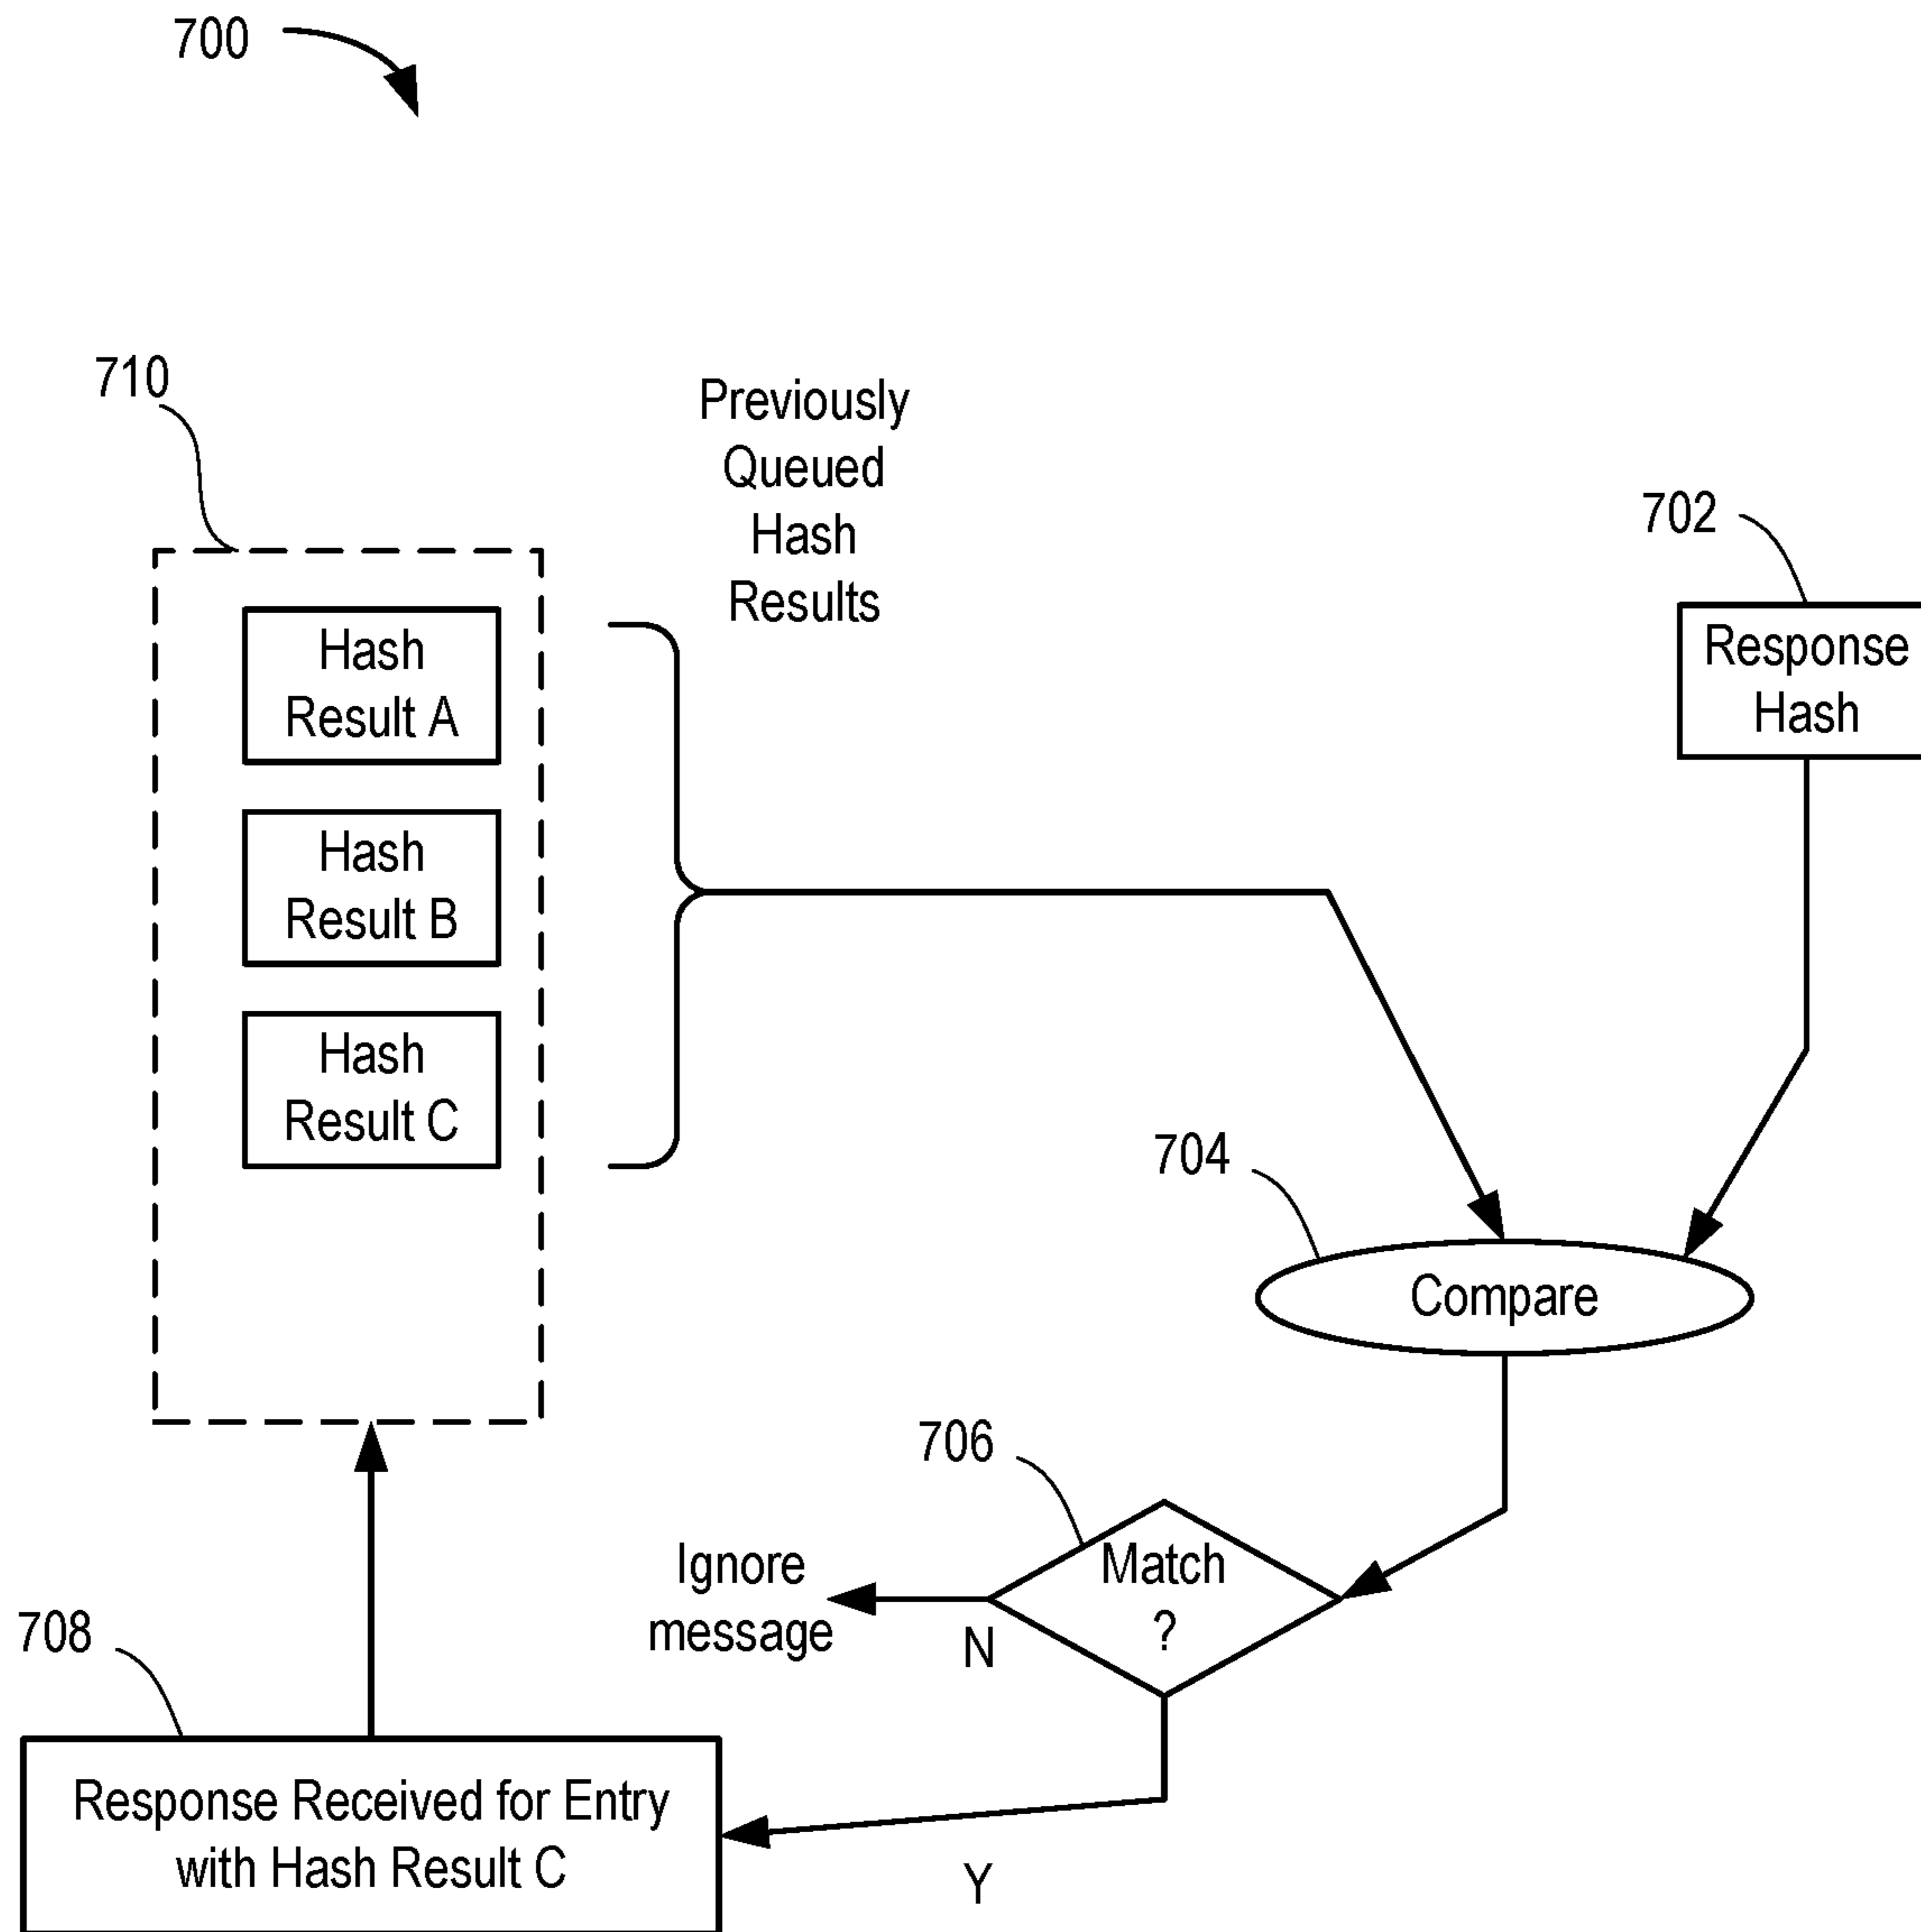 700
710
Previously
Queued
Hash
Results
702
Hash
Result A
Response
Hash
Hash
Result B
Hash
Result C
704
Compare
706
Match
?
Ignore
message
N
708
Response Received for Entry
with Hash Result C
Y